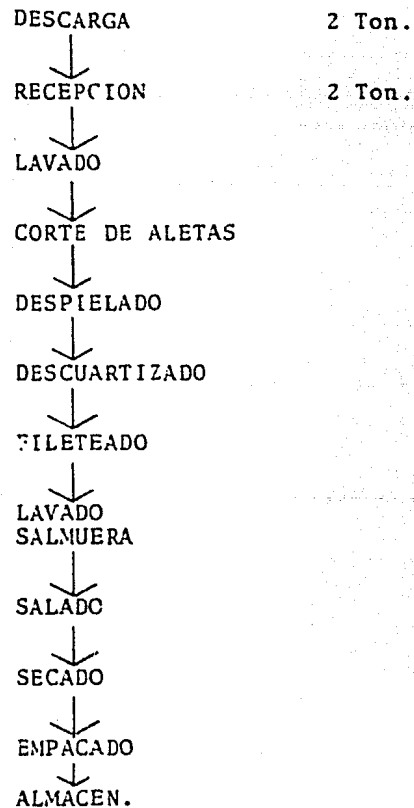 DESCARGA 2 Ton.
RECEPCION 2 Ton.
LAVADO
CORTE DE ALETAS
DESPIELADO
DESCUARTIZADO
FILETEADO
LAVADO
SALMUERA
SALADO
SECADO
EMPACADO
ALMACEN.